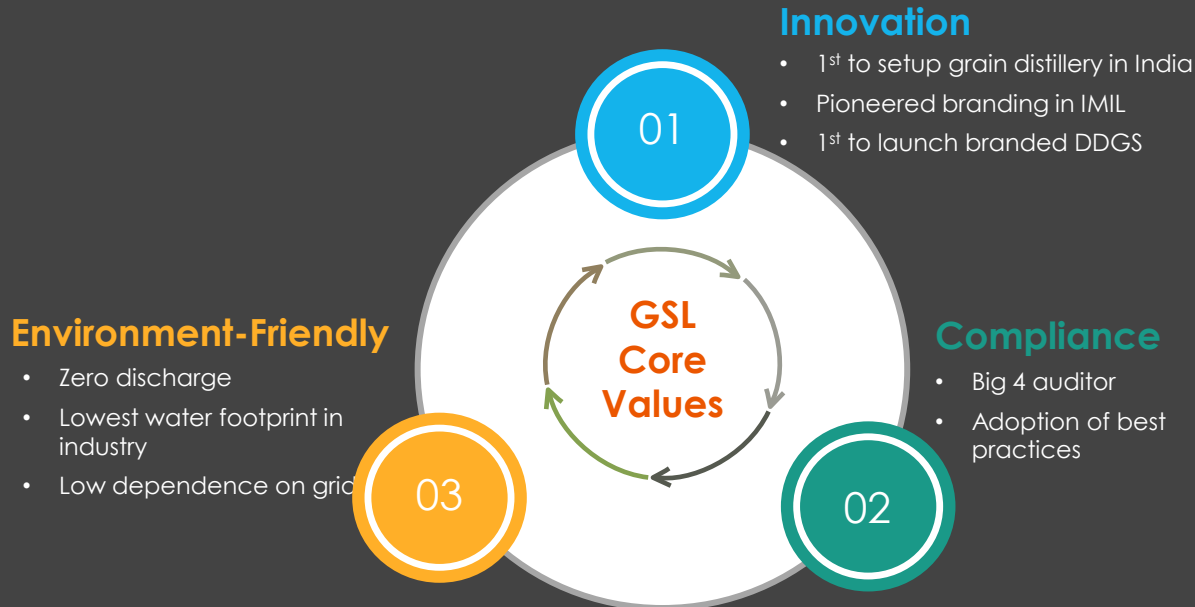 Innovation
• 1st to setup grain distillery in India
• Pioneered branding in IMIL
• 1st to launch branded DDGS
01
GSL
Core
Values
Environment-Friendly
• Zero discharge
• Lowest water footprint in
industry
• Low dependence on grid
03
Compliance
• Big 4 auditor
• Adoption of best
practices
02